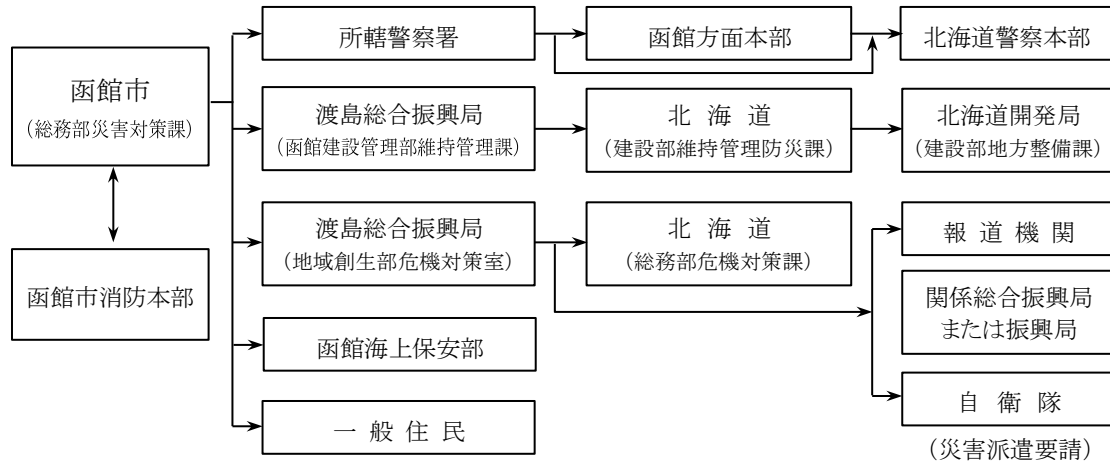 函館市
（総務部災害対策課）
函館市消防本部
所轄警察署
函館方面本部
北海道警察本部
渡島総合振興局
（函館建設管理部維持管理課）
北 海 道
（建設部維持管理防災課）
北海道開発局
（建設部地方整備課）
渡島総合振興局
（地域創生部危機対策室）
北 海 道
（総務部危機対策課）
報 道 機 関
関係総合振興局
または振興局
自 衛 隊
（災害派遣要請）
函館海上保安部
一 般 住 民